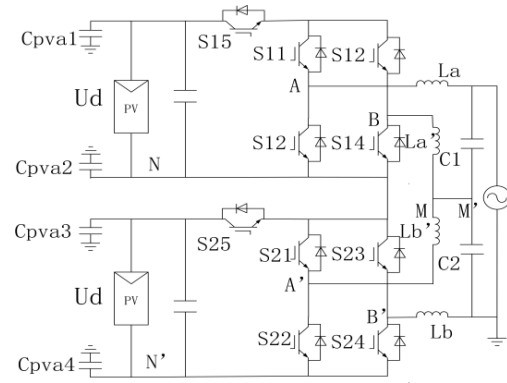 Cpva1
S15
S11
S12
La
A
Ud
PV
B
La'
C1
Cpva2
N
S12
S14
M
M'
Cpva3
S25
Lb'
S21
S23
C2
A'
Ud
PV
B'
Lb
S22
S24
Cpva4
N'